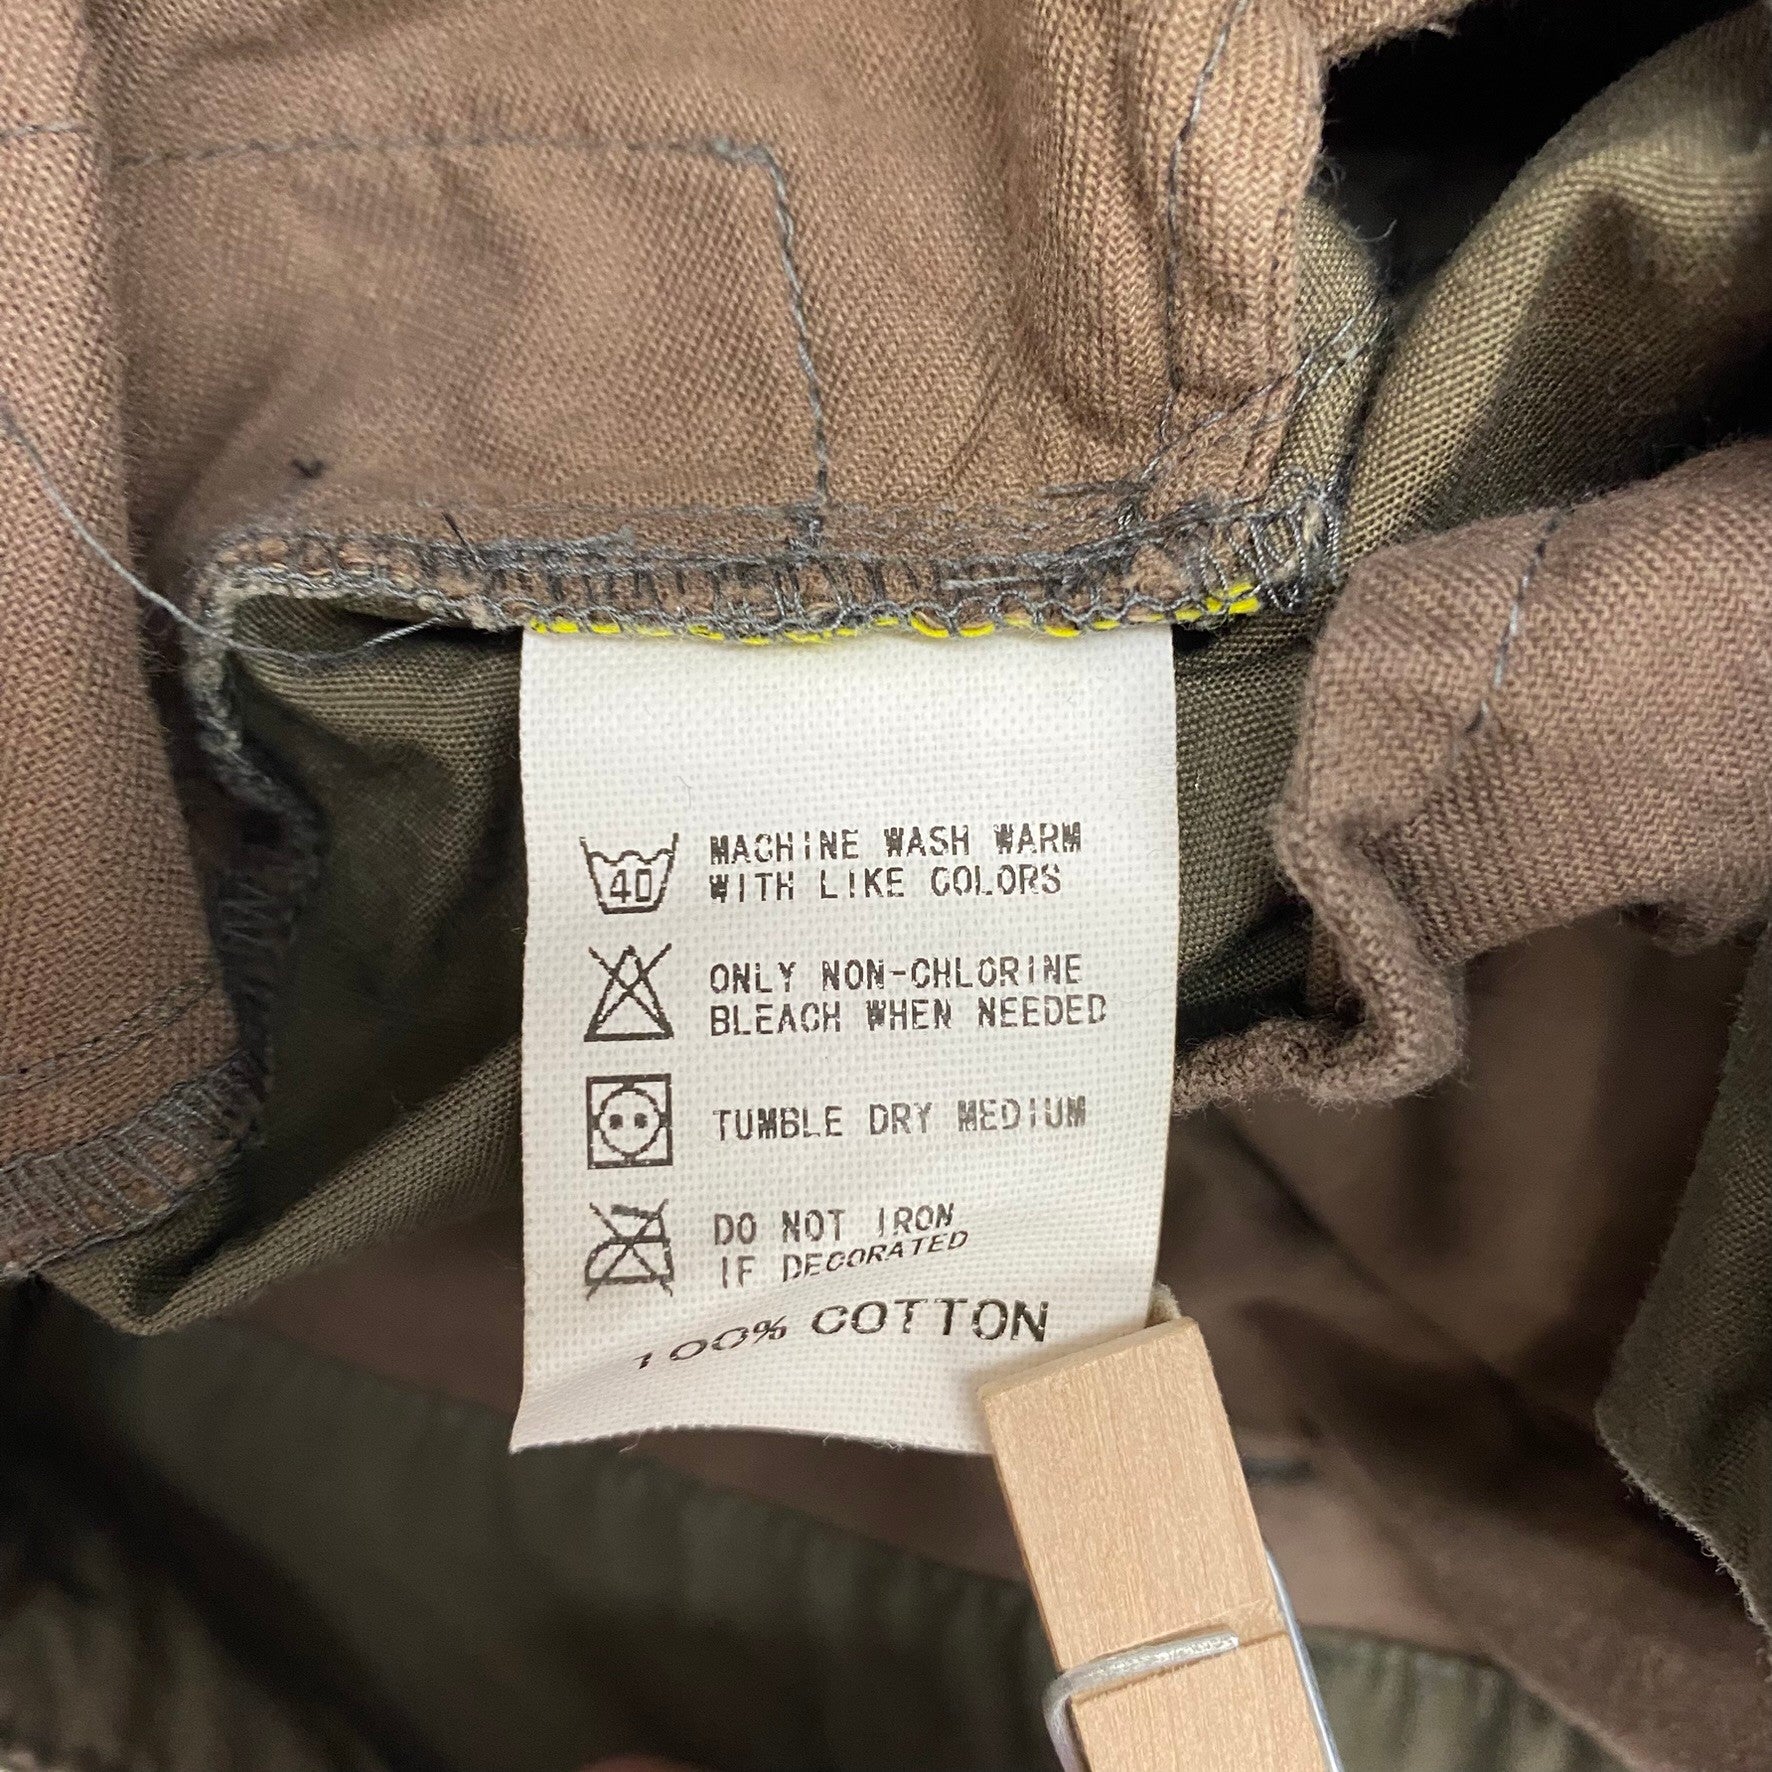 40 MACHINE WASH WARM
WITH LIKE COLORS
ONLY NON-CHLORINE
BLEACH WHEN NEEDED
TUMBLE DRY MEDIUM
DO NOT IRON
IF DECORATED
100% COTTON